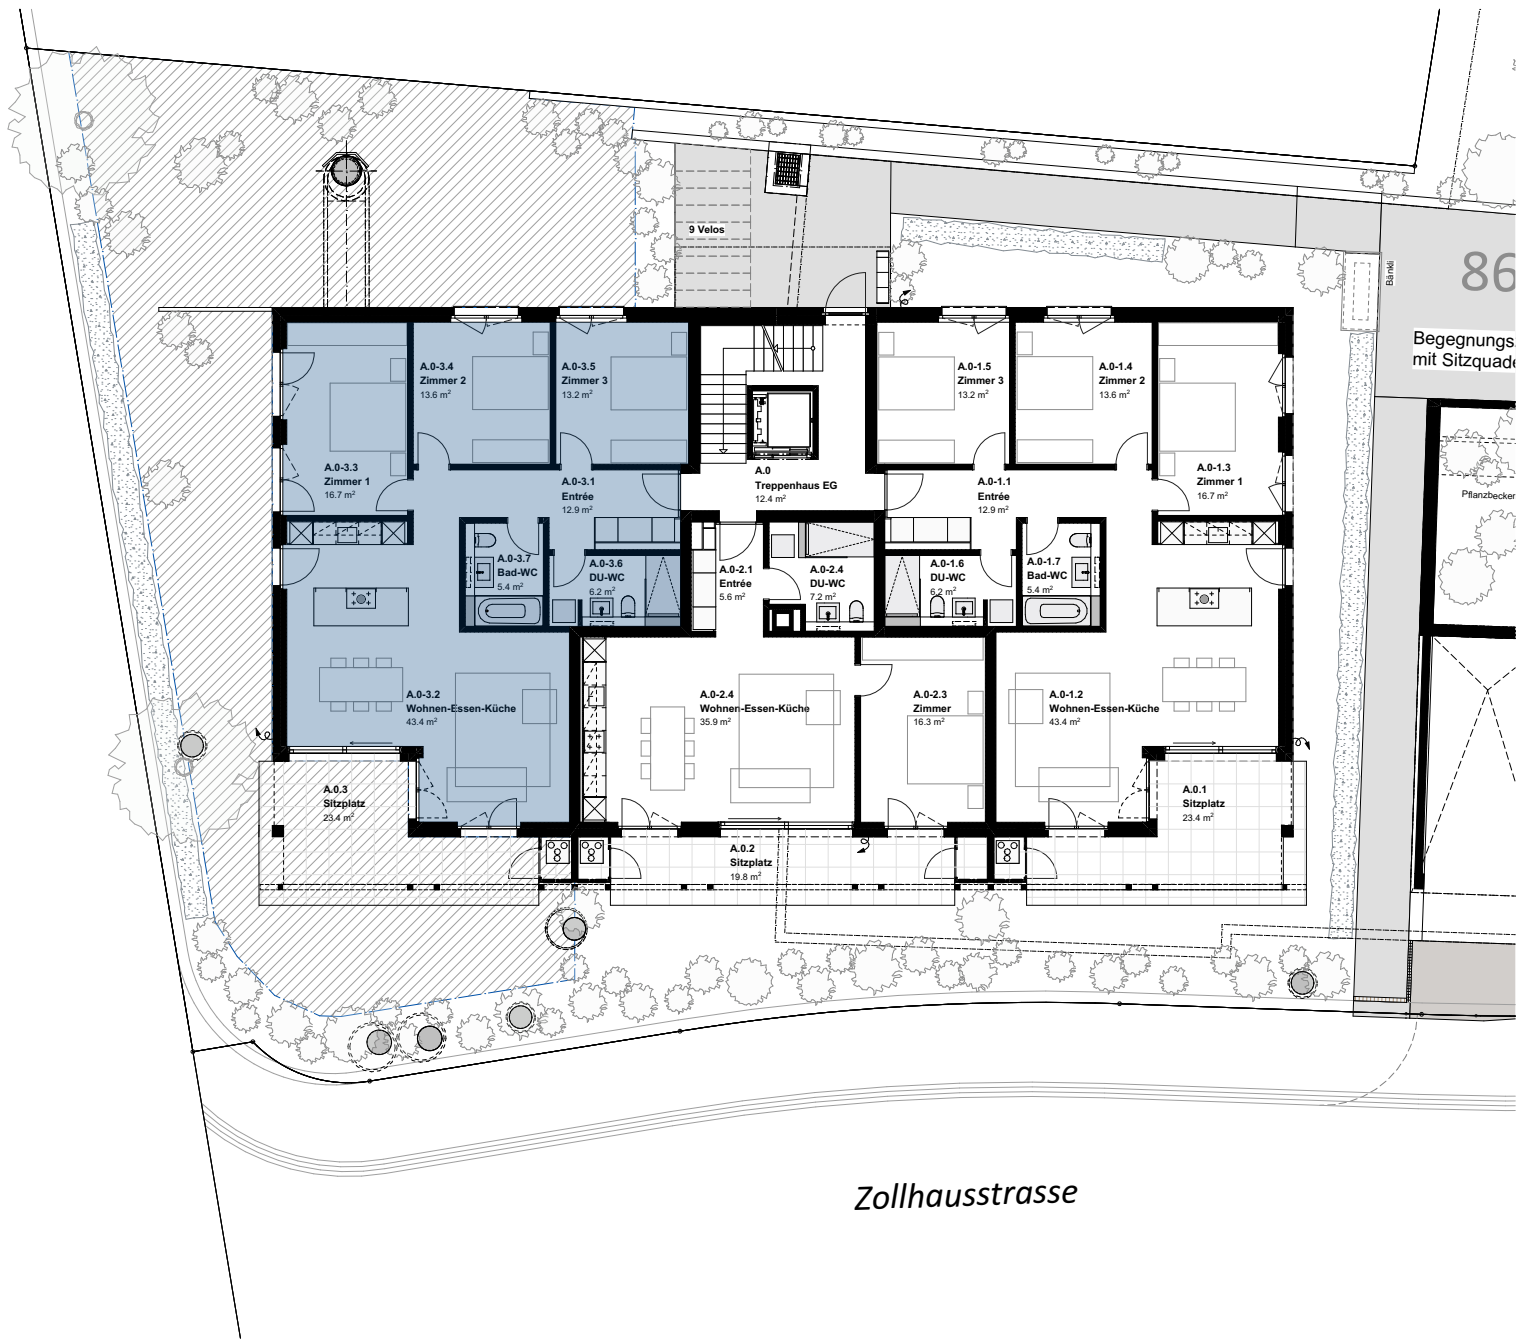 9 Velos
86
Bänkli
Begegnungs
mit Sitzquade
Pflanzbecken
A.0-3.4
Zimmer 2
13.6 m²
A.0-3.5
Zimmer 3
13.2 m²
A.0-1.5
Zimmer 3
13.2 m²
A.0-1.4
Zimmer 2
13.6 m²
A.0-3.3
Zimmer 1
16.7 m²
A.0-3.1
Entrée
12.9 m²
A.0
Treppenhaus EG
12.4 m²
A.0-1.1
Entrée
12.9 m²
A.0-1.3
Zimmer 1
16.7 m²
A.0-3.7
Bad-WC
5.4 m²
A.0-3.6
DU-WC
6.2 m²
A.0-2.1
Entrée
5.6 m²
A.0-2.4
DU-WC
7.2 m²
A.0-1.6
DU-WC
6.2 m²
A.0-1.7
Bad-WC
5.4 m²
A.0-3.2
Wohnen-Essen-Küche
43.4 m²
A.0-2.4
Wohnen-Essen-Küche
35.9 m²
A.0-2.3
Zimmer
16.3 m²
A.0-1.2
Wohnen-Essen-Küche
43.4 m²
A.0.3
Sitzplatz
23.4 m²
A.0.2
Sitzplatz
19.8 m²
A.0.1
Sitzplatz
23.4 m²
Zollhausstrasse